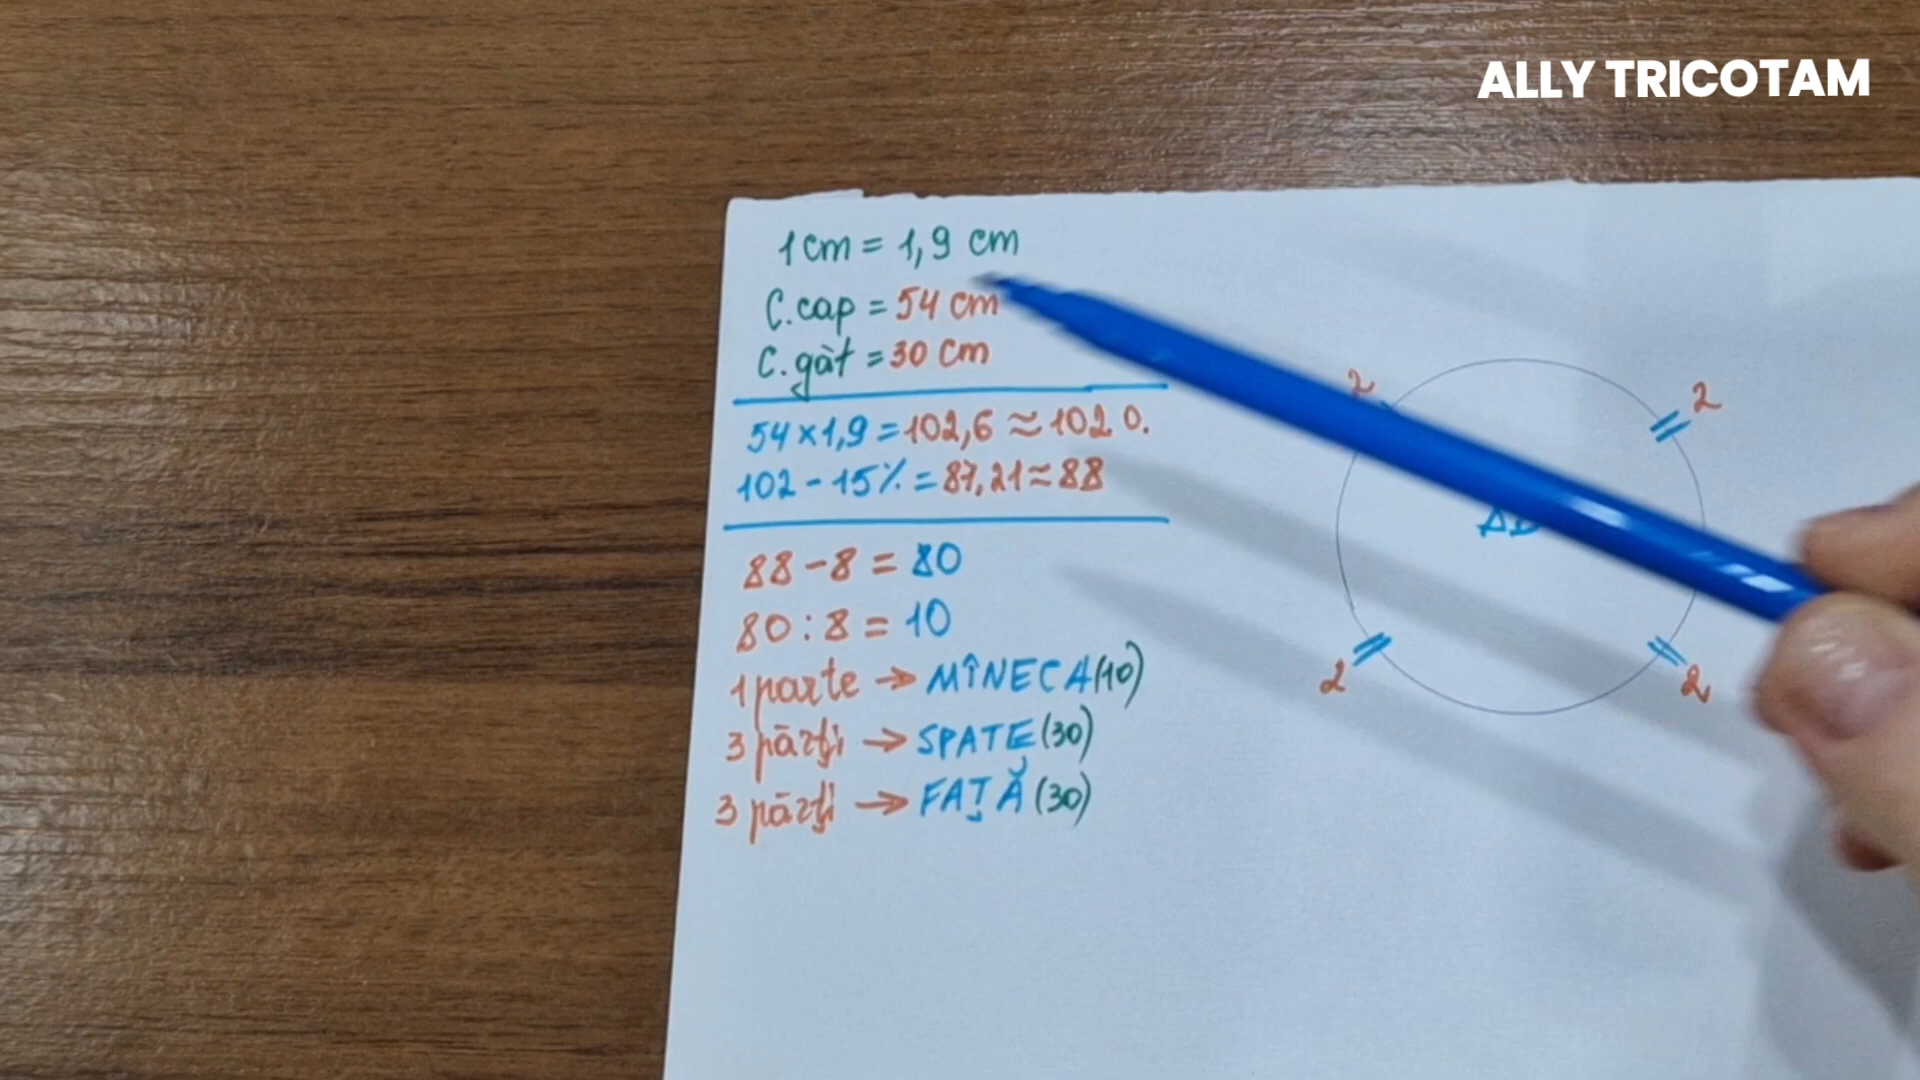 ALLY TRICOTAM
1 cm = 1,9 cm
C. cap = 54 cm
C. gât = 30 cm
54 x 1,9 = 102,6 ≈ 102 O.
102 - 15% = 87,21 ≈ 88
88 - 8 = 80
80 : 8 = 10
1 parte → MÎNECA (10)
3 părți → SPATE (30)
3 părți → FAȚĂ (30)
2
2
2
2